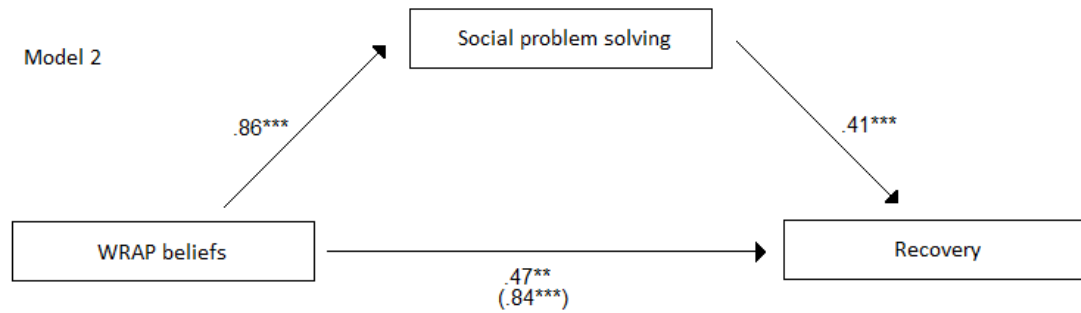 Social problem solving
Model 2
.86***
.41***
WRAP beliefs
Recovery
.47**
(.84***)